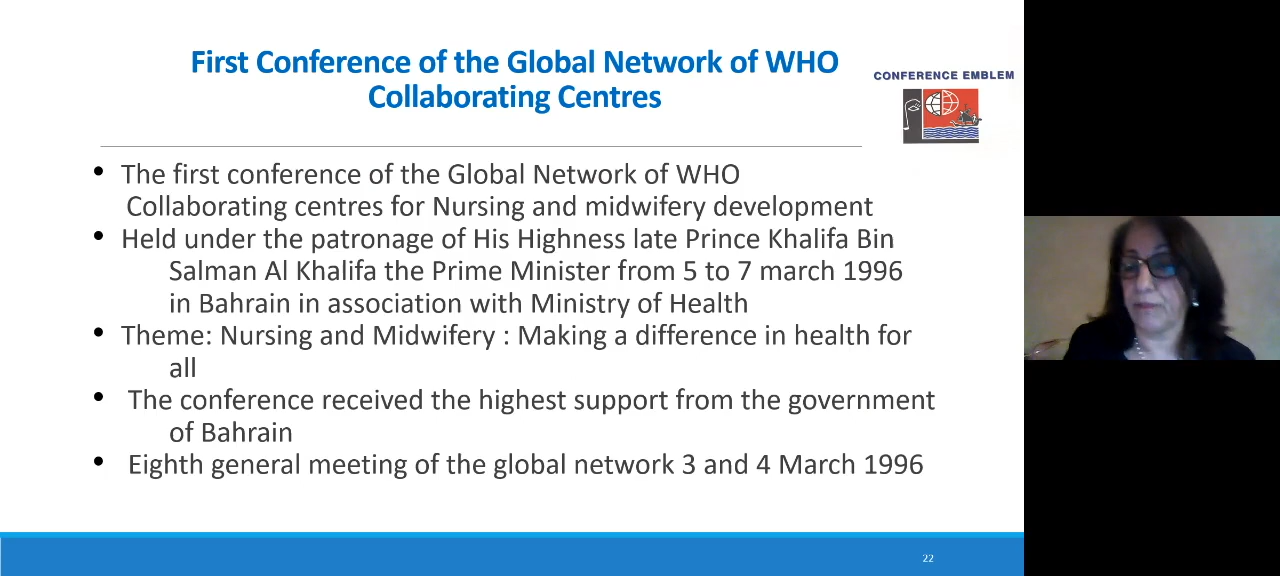 First Conference of the Global Network of WHO
Collaborating Centres
CONFERENCE EMBLEM
• The first conference of the Global Network of WHO
Collaborating centres for Nursing and midwifery development
• Held under the patronage of His Highness late Prince Khalifa Bin
Salman Al Khalifa the Prime Minister from 5 to 7 march 1996
in Bahrain in association with Ministry of Health
• Theme: Nursing and Midwifery : Making a difference in health for
all
• The conference received the highest support from the government
of Bahrain
• Eighth general meeting of the global network 3 and 4 March 1996
22